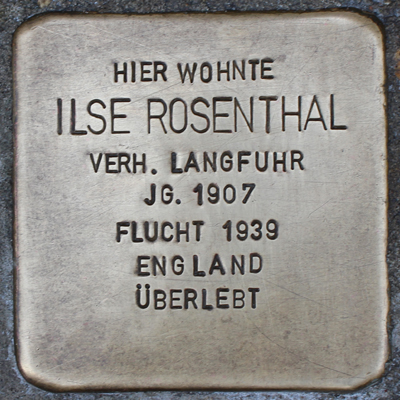 HIER WOHNTE
ILSE ROSENTHAL
VERH. LANGFUHR
JG. 1907
FLUCHT 1939
ENGLAND
ÜBERLEBT